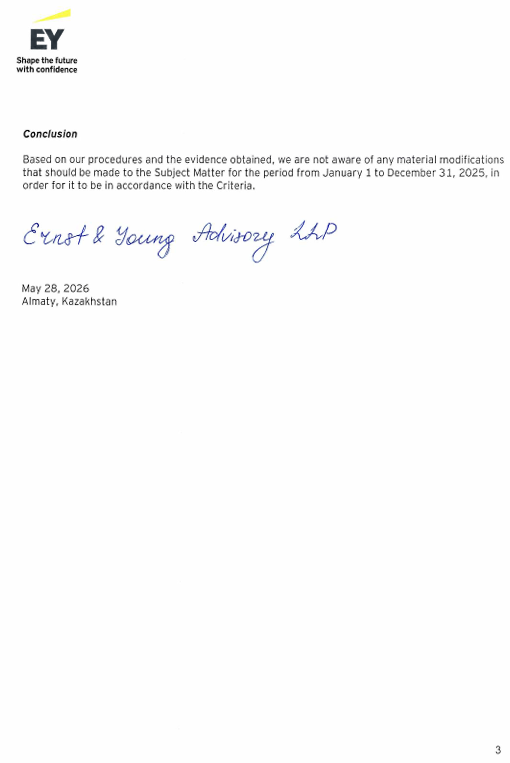 EY
Shape the future
with confidence
Conclusion
Based on our procedures and the evidence obtained, we are not aware of any material modifications
that should be made to the Subject Matter for the period from January 1 to December 31, 2025, in
order for it to be in accordance with the Criteria.
Ernst & Young Advisory LLP
May 28, 2026
Almaty, Kazakhstan
3